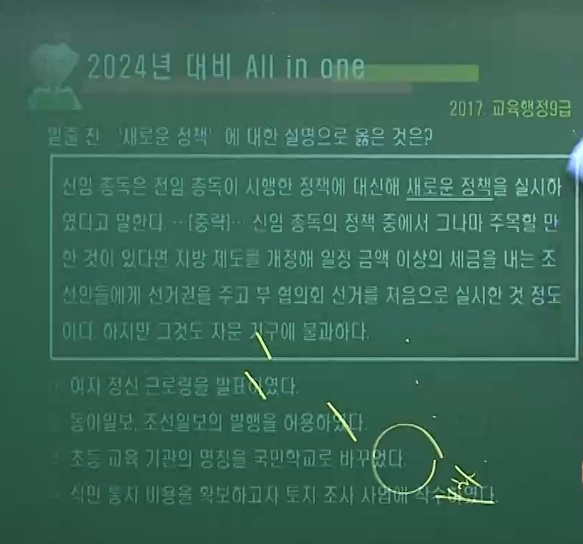 2024년 대비 All in one
2017. 교육행정9급
밑줄 친 '새로운 정책' 에 대한 설명으로 옳은 것은?
신임 총독은 전임 총독이 시행한 정책에 대신해 새로운 정책을 실시하
였다고 말한다. …(중략)… 신임 총독의 정책 중에서 그나마 주목할 만
한 것이 있다면 지방 제도를 개정해 일정 금액 이상의 세금을 내는 조
선인들에게 선거권을 주고 부 협의회 선거를 처음으로 실시한 것 정도
이다. 하지만 그것도 자문 기구에 불과하다.
여자 정신 근로령을 발표하였다.
동아일보, 조선일보의 발행을 허용하였다.
초등 교육 기관의 명칭을 국민학교로 바꾸었다.
식민 통치 비용을 확보하고자 토지 조사 사업에 착수하였다.